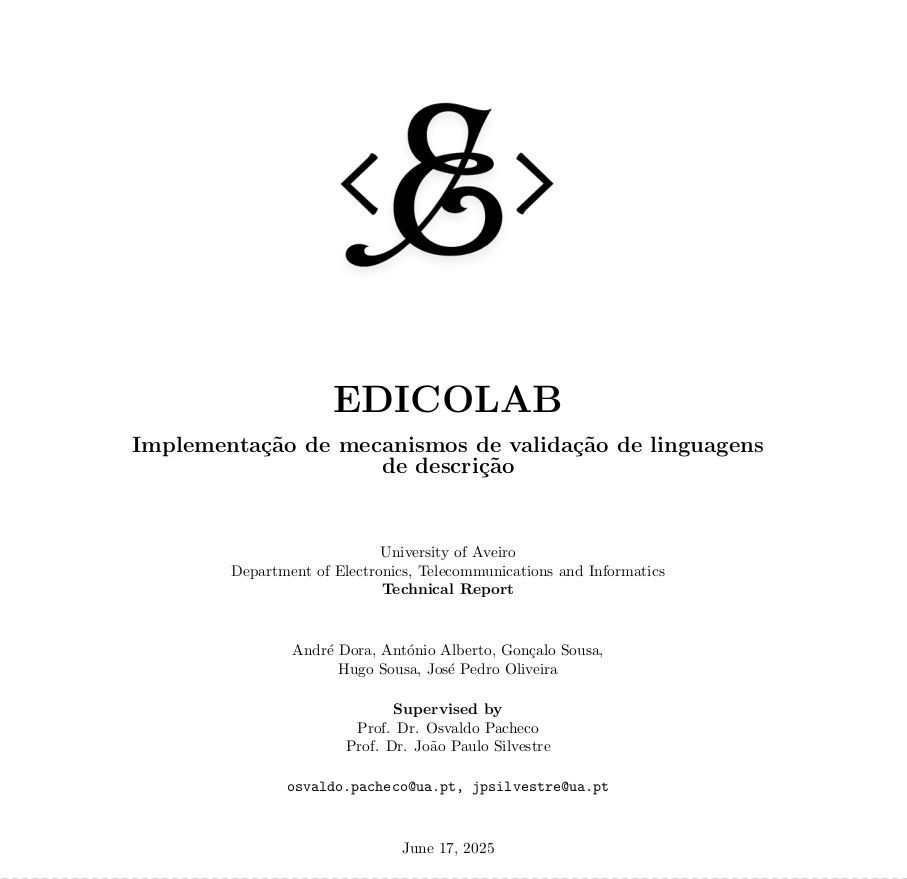 EDICOLAB
Implementação de mecanismos de validação de linguagens
de descrição
University of Aveiro
Department of Electronics, Telecommunications and Informatics
Technical Report
André Dora, António Alberto, Gonçalo Sousa,
Hugo Sousa, José Pedro Oliveira
Supervised by
Prof. Dr. Osvaldo Pacheco
Prof. Dr. João Paulo Silvestre
osvaldo.pacheco@ua.pt, jpsilvestre@ua.pt
June 17, 2025